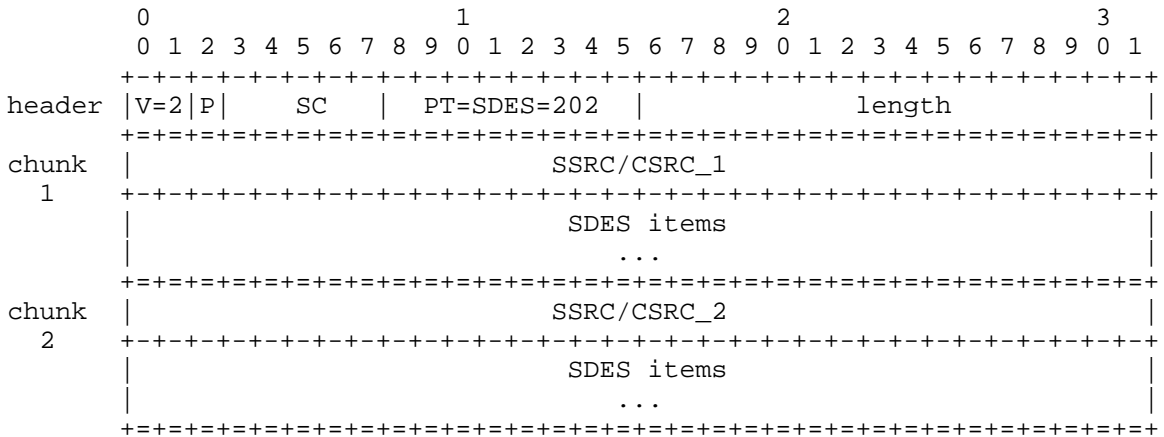 0                   1                   2                   3
        0 1 2 3 4 5 6 7 8 9 0 1 2 3 4 5 6 7 8 9 0 1 2 3 4 5 6 7 8 9 0 1
       +-+-+-+-+-+-+-+-+-+-+-+-+-+-+-+-+-+-+-+-+-+-+-+-+-+-+-+-+-+-+-+-+
header |V=2|P|    SC   |  PT=SDES=202  |             length            |
       +=+=+=+=+=+=+=+=+=+=+=+=+=+=+=+=+=+=+=+=+=+=+=+=+=+=+=+=+=+=+=+=+
chunk  |                          SSRC/CSRC_1                          |
  1    +-+-+-+-+-+-+-+-+-+-+-+-+-+-+-+-+-+-+-+-+-+-+-+-+-+-+-+-+-+-+-+-+
       |                           SDES items                          |
       |                              ...                              |
       +=+=+=+=+=+=+=+=+=+=+=+=+=+=+=+=+=+=+=+=+=+=+=+=+=+=+=+=+=+=+=+=+
chunk  |                          SSRC/CSRC_2                          |
  2    +-+-+-+-+-+-+-+-+-+-+-+-+-+-+-+-+-+-+-+-+-+-+-+-+-+-+-+-+-+-+-+-+
       |                           SDES items                          |
       |                              ...                              |
       +=+=+=+=+=+=+=+=+=+=+=+=+=+=+=+=+=+=+=+=+=+=+=+=+=+=+=+=+=+=+=+=+